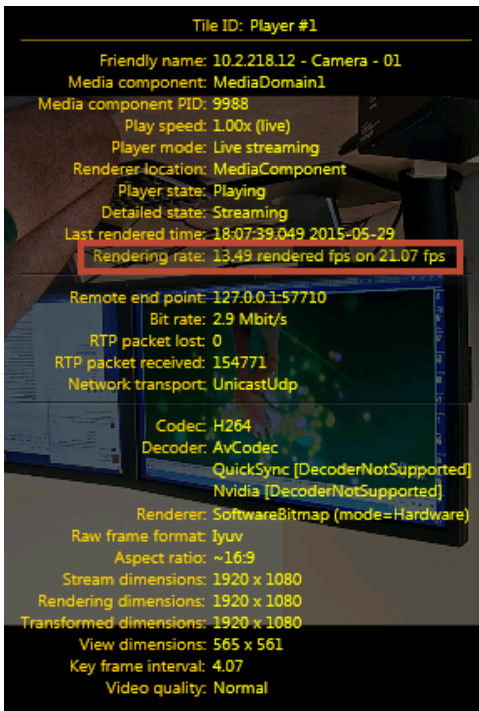 Tile ID: Player #1
Friendly name: 10.2.218.12 - Camera - 01
Media component: MediaDomain1
Media component PID: 9988
Play speed: 1.00x (live)
Player mode: Live streaming
Renderer location: MediaComponent
Player state: Playing
Detailed state: Streaming
Last rendered time: 18:07:39.049 2015-05-29
Rendering rate: 13.49 rendered fps on 21.07 fps
Remote end point: 127.0.0.1:57710
Bit rate: 2.9 Mbit/s
RTP packet lost: 0
RTP packet received: 154771
Network transport: UnicastUdp
Codec: H264
Decoder: AvCodec
QuickSync [DecoderNotSupported]
Nvidia [DecoderNotSupported]
Renderer: SoftwareBitmap (mode=Hardware)
Raw frame format: Iyuv
Aspect ratio: ~16:9
Stream dimensions: 1920 x 1080
Rendering dimensions: 1920 x 1080
Transformed dimensions: 1920 x 1080
View dimensions: 565 x 561
Key frame interval: 4.07
Video quality: Normal